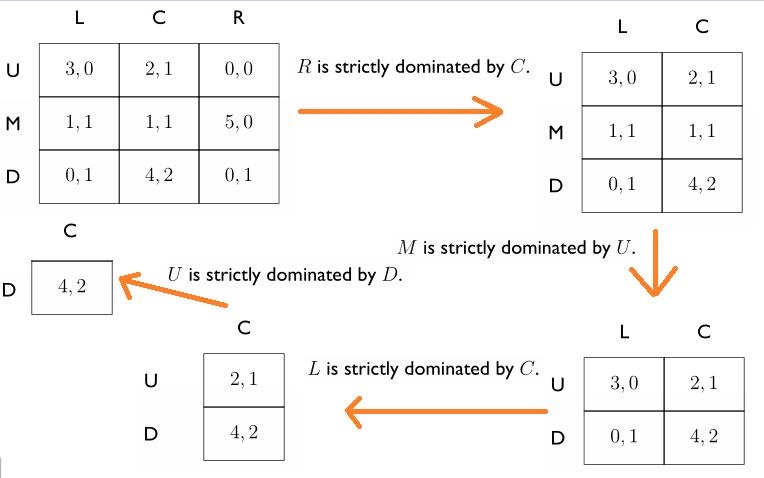 L C R
U 3, 0 2, 1 0, 0
M 1, 1 1, 1 5, 0
D 0, 1 4, 2 0, 1
R is strictly dominated by C.
L C
U 3, 0 2, 1
M 1, 1 1, 1
D 0, 1 4, 2
M is strictly dominated by U.
L C
U 3, 0 2, 1
D 0, 1 4, 2
L is strictly dominated by C.
C
U 2, 1
D 4, 2
U is strictly dominated by D.
C
D 4, 2